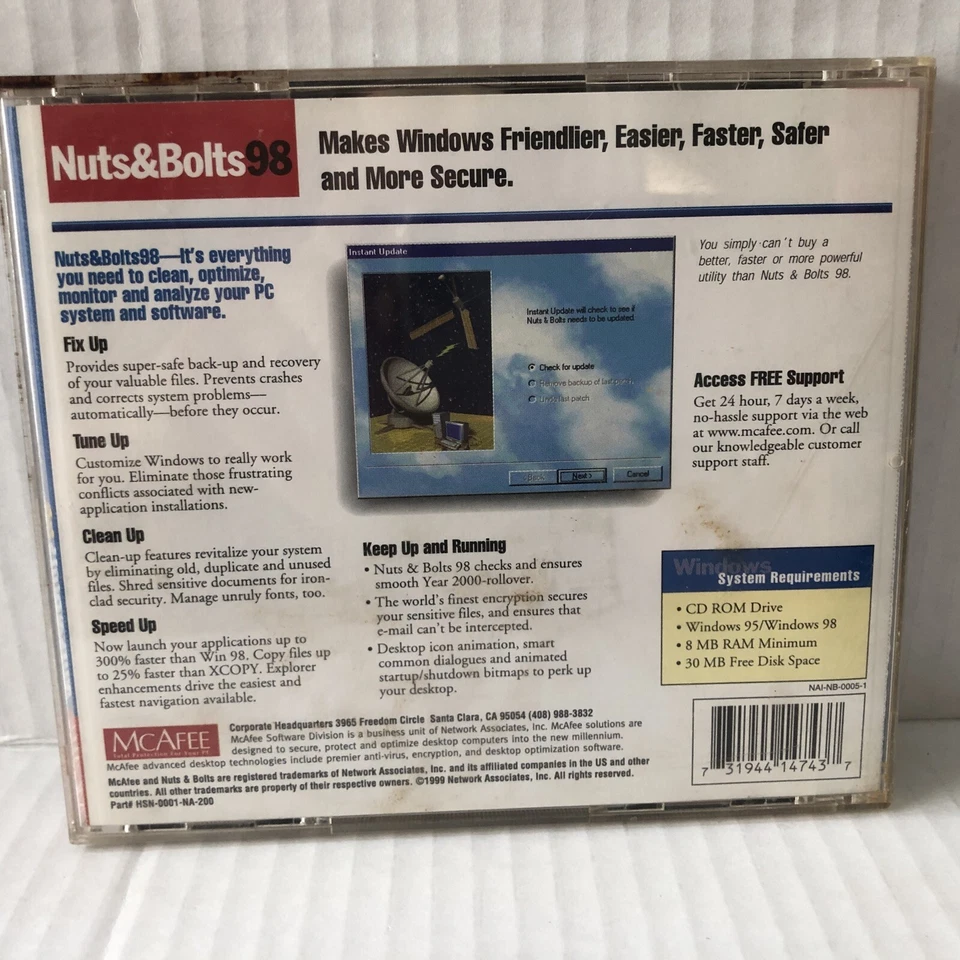 Nuts&Bolts98
Makes Windows Friendlier, Easier, Faster, Safer
and More Secure.
Nuts&Bolts98—It's everything
you need to clean, optimize,
monitor and analyze your PC
system and software.
Fix Up
Provides super-safe back-up and recovery
of your valuable files. Prevents crashes
and corrects system problems—
automatically—before they occur.
Tune Up
Customize Windows to really work
for you. Eliminate those frustrating
conflicts associated with new-
application installations.
Clean Up
Clean-up features revitalize your system
by eliminating old, duplicate and unused
files. Shred sensitive documents for iron-
clad security. Manage unruly fonts, too.
Speed Up
Now launch your applications up to
300% faster than Win 98. Copy files up
to 25% faster than XCOPY. Explorer
enhancements drive the easiest and
fastest navigation available.
Instant Update
Instant Update will check to see if
Nuts & Bolts needs to be updated
Check for update
Remove backup of last patch
Undo last patch
< Back
Next >
Cancel
Keep Up and Running
• Nuts & Bolts 98 checks and ensures
smooth Year 2000-rollover.
• The world's finest encryption secures
your sensitive files, and ensures that
e-mail can't be intercepted.
• Desktop icon animation, smart
common dialogues and animated
startup/shutdown bitmaps to perk up
your desktop.
You simply can't buy a
better, faster or more powerful
utility than Nuts & Bolts 98.
Access FREE Support
Get 24 hour, 7 days a week,
no-hassle support via the web
at www.mcafee.com. Or call
our knowledgeable customer
support staff.
Windows
System Requirements
• CD ROM Drive
• Windows 95/Windows 98
• 8 MB RAM Minimum
• 30 MB Free Disk Space
NAI-NB-0005-1
7 31944 14743 7
McAFEE
Total Protection For Your PC
Corporate Headquarters 3965 Freedom Circle Santa Clara, CA 95054 (408) 988-3832
McAfee Software Division is a business unit of Network Associates, Inc. McAfee solutions are
designed to secure, protect and optimize desktop computers into the new millennium.
McAfee advanced desktop technologies include premier anti-virus, encryption, and desktop optimization software.
McAfee and Nuts & Bolts are registered trademarks of Network Associates, Inc. and its affiliated companies in the US and other
countries. All other trademarks are property of their respective owners. ©1999 Network Associates, Inc. All rights reserved.
Part# HSN-0001-NA-200